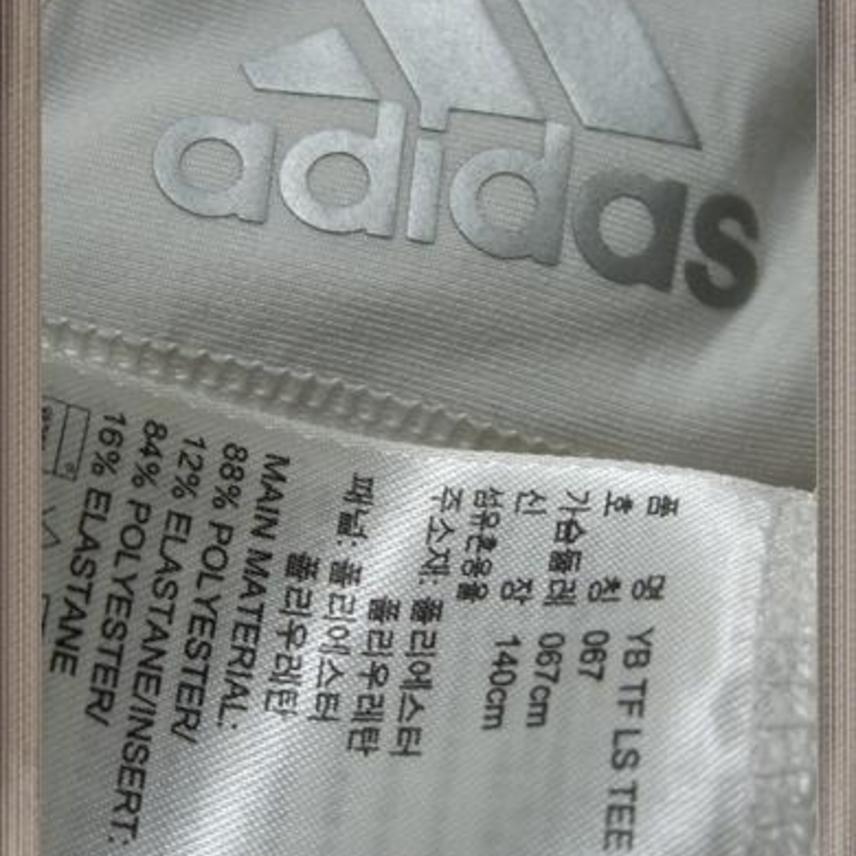 adidas
품 명 YB TF LS TEE
호 칭 067
가슴둘레 067cm
신 장 140cm
섬유혼용율
주소재: 폴리에스터
폴리우레탄
패널: 폴리에스터
폴리우레탄
MAIN MATERIAL:
88% POLYESTER/
12% ELASTANE/INSERT:
84% POLYESTER/
16% ELASTANE